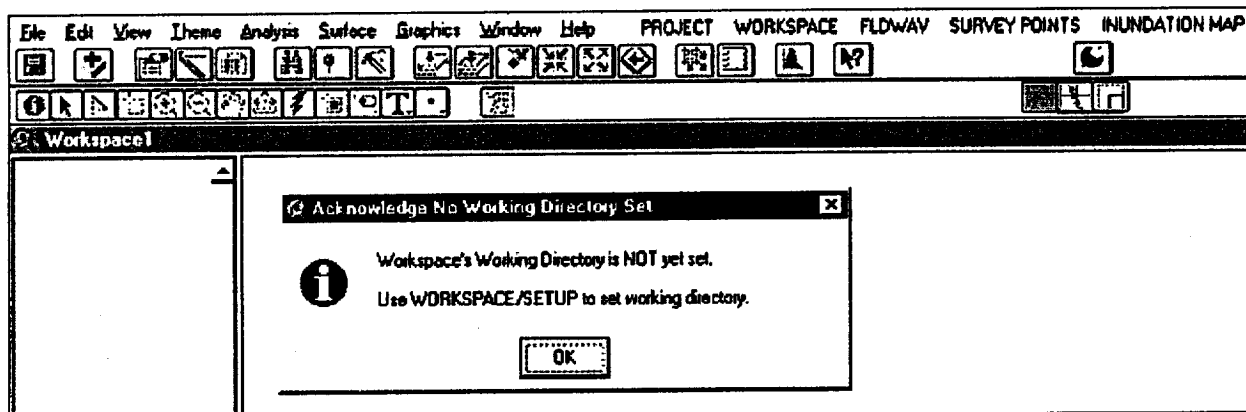 File Edit View Theme Analysis Surface Graphics Window Help PROJECT WORKSPACE FLDWAV SURVEY POINTS INUNDATION MAP
T
Workspace1
Acknowledge No Working Directory Set
Workspace's Working Directory is NOT yet set.
Use WORKSPACE/SETUP to set working directory.
OK